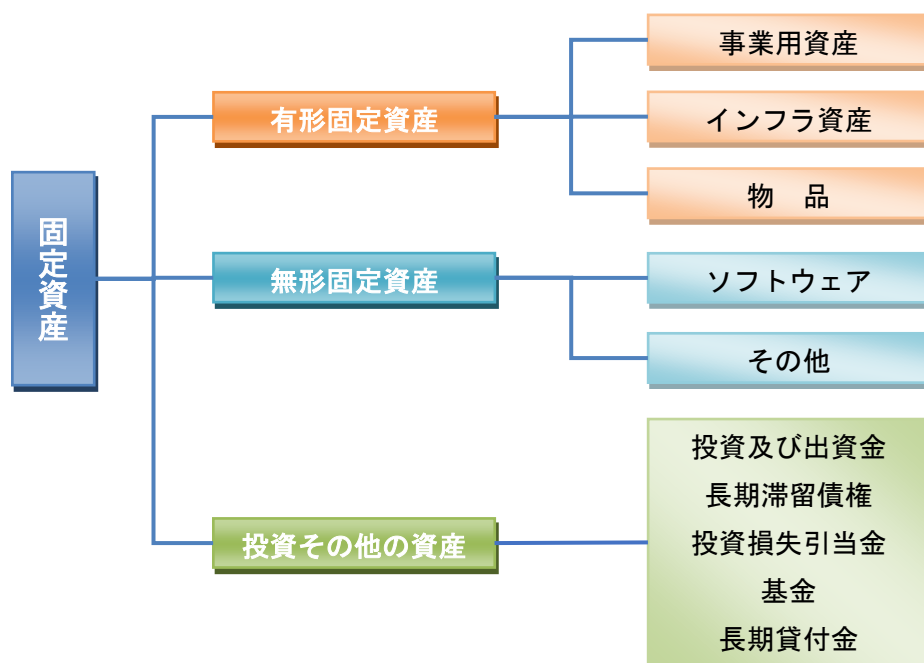 固定資産
有形固定資産
事業用資産
インフラ資産
物　品
無形固定資産
ソフトウェア
その他
投資その他の資産
投資及び出資金
長期滞留債権
投資損失引当金
基金
長期貸付金